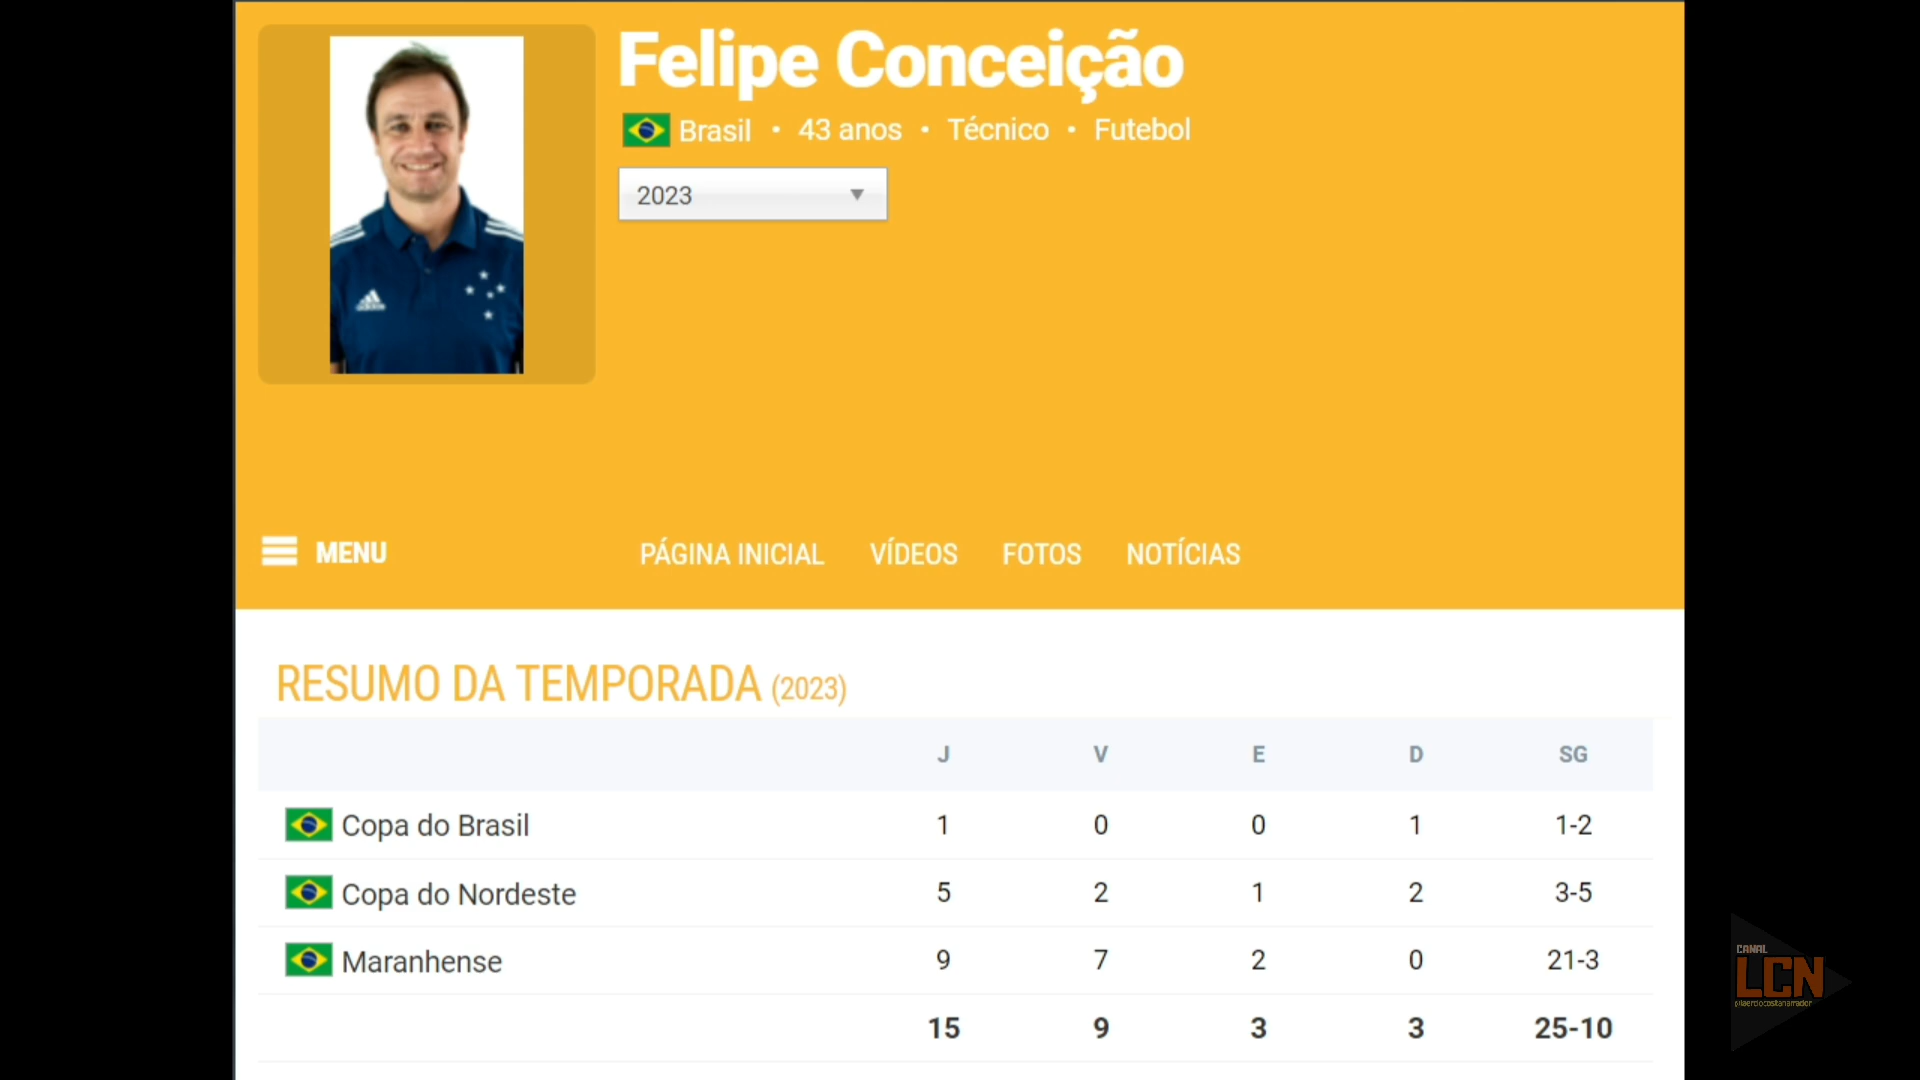 Felipe Conceição
Brasil • 43 anos • Técnico • Futebol
2023
MENU
PÁGINA INICIAL VÍDEOS FOTOS NOTÍCIAS
RESUMO DA TEMPORADA (2023)
J V E D SG
Copa do Brasil 1 0 0 1 1-2
Copa do Nordeste 5 2 1 2 3-5
Maranhense 9 7 2 0 21-3
15 9 3 3 25-10
CANAL
LCN
@laerciocostanarrador